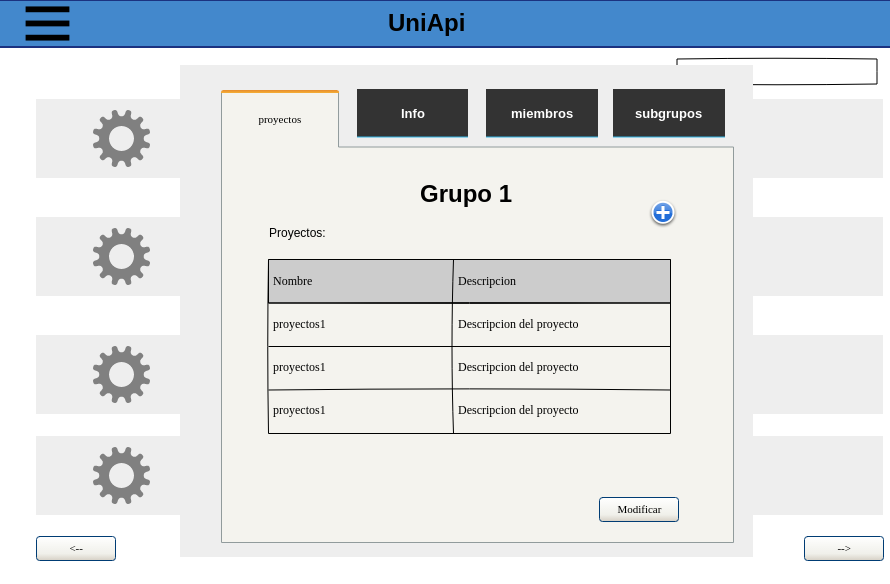 UniApi
proyectos
Info
miembros
subgrupos
Grupo 1
Proyectos:
Nombre Descripcion
proyectos1 Descripcion del proyecto
proyectos1 Descripcion del proyecto
proyectos1 Descripcion del proyecto
Modificar
<--
-->